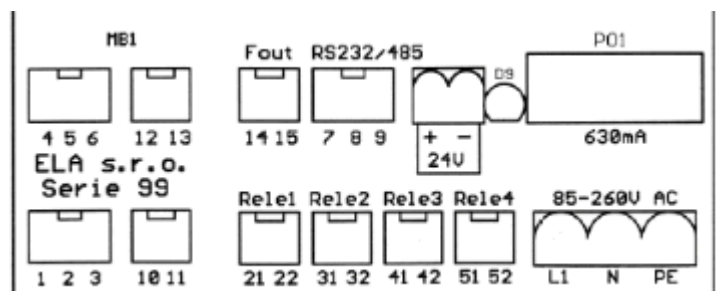 MB1 P01
Fout RS232/485 D9
4 5 6 12 13 14 15 7 8 9 + - 630mA
24V
ELA s.r.o.
Serie 99
Rele1 Rele2 Rele3 Rele4 85-260V AC
1 2 3 10 11 21 22 31 32 41 42 51 52 L1 N PE